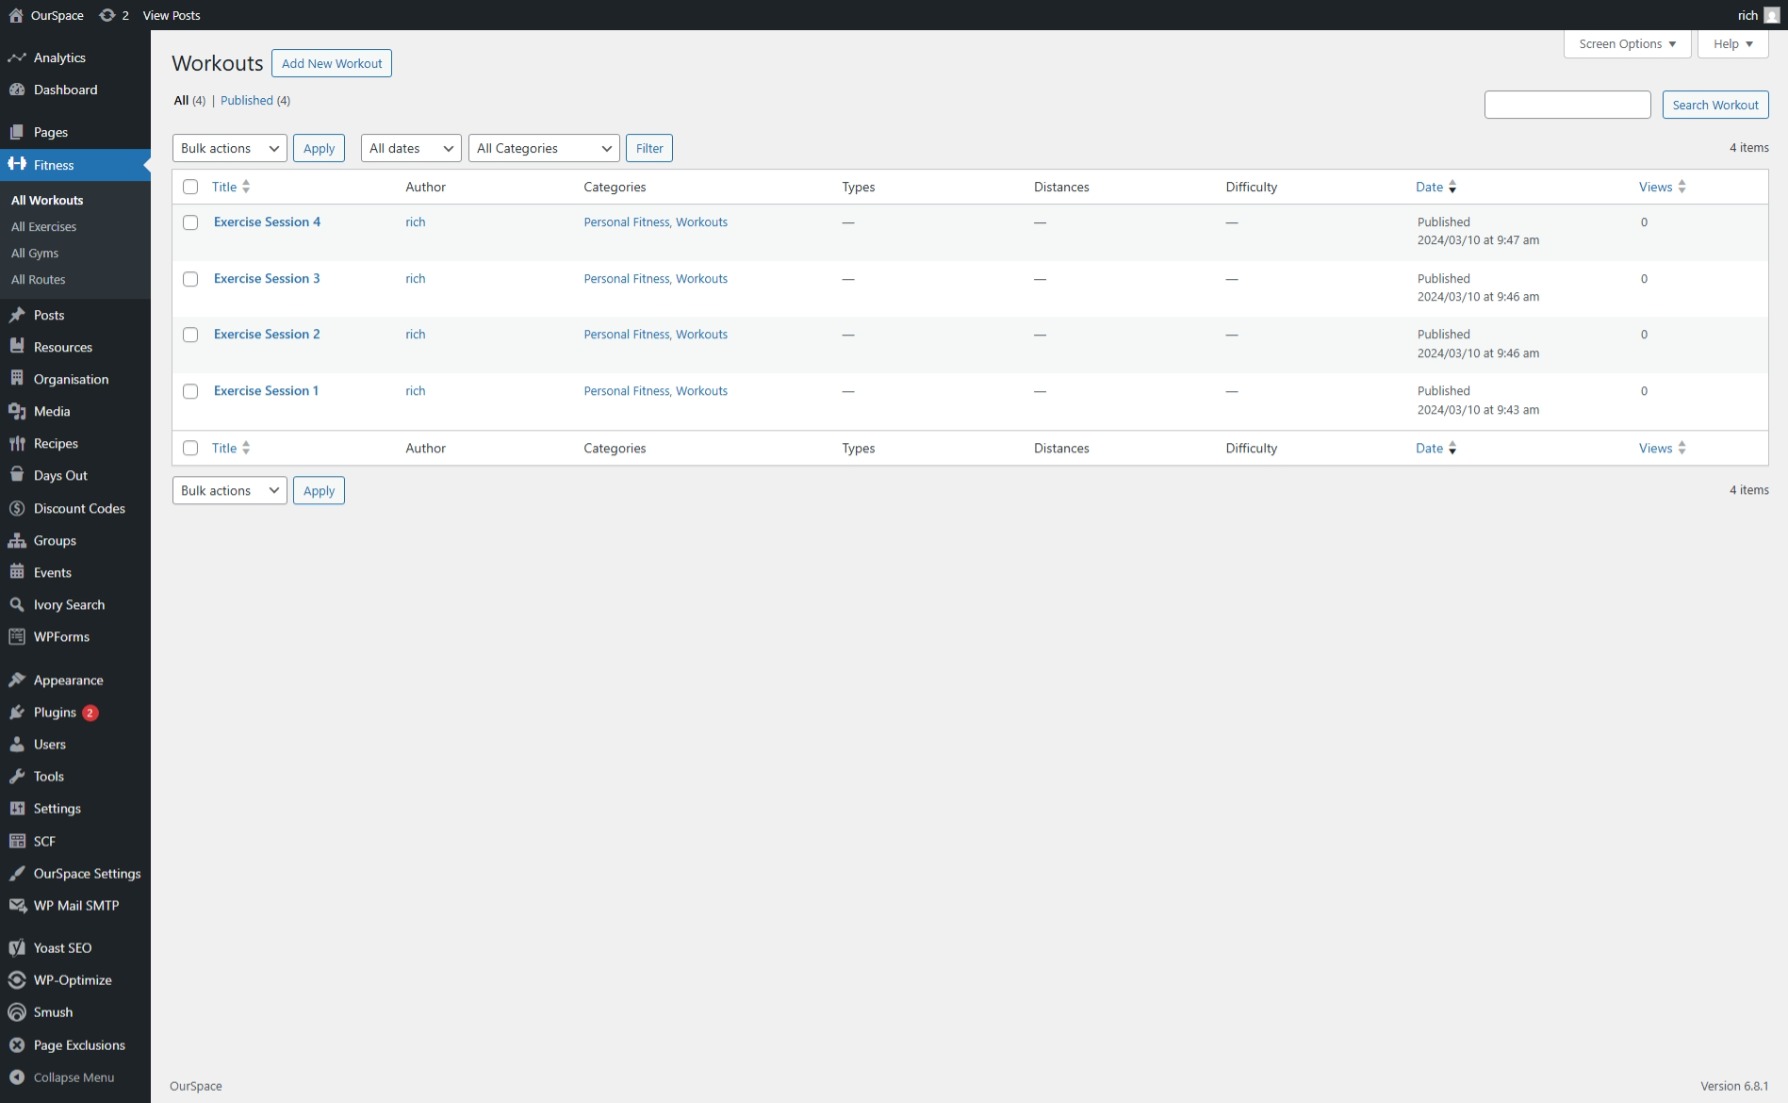 OurSpace 2 View Posts rich
Analytics
Dashboard
Pages
Fitness
All Workouts
All Exercises
All Gyms
All Routes
Posts
Resources
Organisation
Media
Recipes
Days Out
Discount Codes
Groups
Events
Ivory Search
WPForms
Appearance
Plugins 2
Users
Tools
Settings
SCF
OurSpace Settings
WP Mail SMTP
Yoast SEO
WP-Optimize
Smush
Page Exclusions
Collapse Menu
Screen Options Help
Workouts Add New Workout
All (4) | Published (4)
Search Workout
Bulk actions Apply All dates All Categories Filter 4 items
Title Author Categories Types Distances Difficulty Date Views
Exercise Session 4 rich Personal Fitness, Workouts — — — Published 0
2024/03/10 at 9:47 am
Exercise Session 3 rich Personal Fitness, Workouts — — — Published 0
2024/03/10 at 9:46 am
Exercise Session 2 rich Personal Fitness, Workouts — — — Published 0
2024/03/10 at 9:46 am
Exercise Session 1 rich Personal Fitness, Workouts — — — Published 0
2024/03/10 at 9:43 am
Title Author Categories Types Distances Difficulty Date Views
Bulk actions Apply 4 items
OurSpace Version 6.8.1